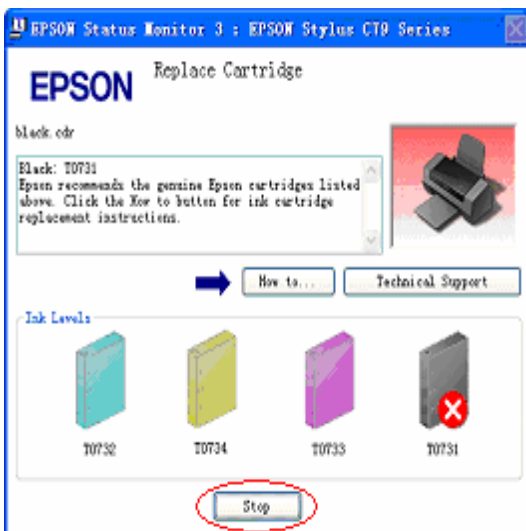 EPSON Status Monitor 3 : EPSON Stylus CT9 Series
EPSON
Replace Cartridge
black.cdr
Black: T0731
Epson recommends the genuine Epson cartridges listed
above. Click the How to button for ink cartridge
replacement instructions.
How to...
Technical Support
Ink Levels
T0732
T0734
T0733
T0731
Stop